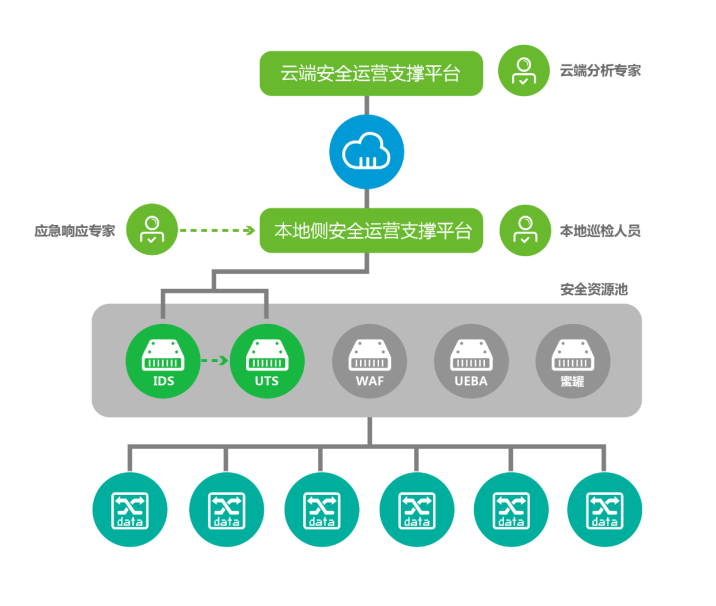 云端安全运营支撑平台
云端分析专家
应急响应专家
本地侧安全运营支撑平台
本地巡检人员
安全资源池
IDS
UTS
WAF
UEBA
蜜罐
data
data
data
data
data
data